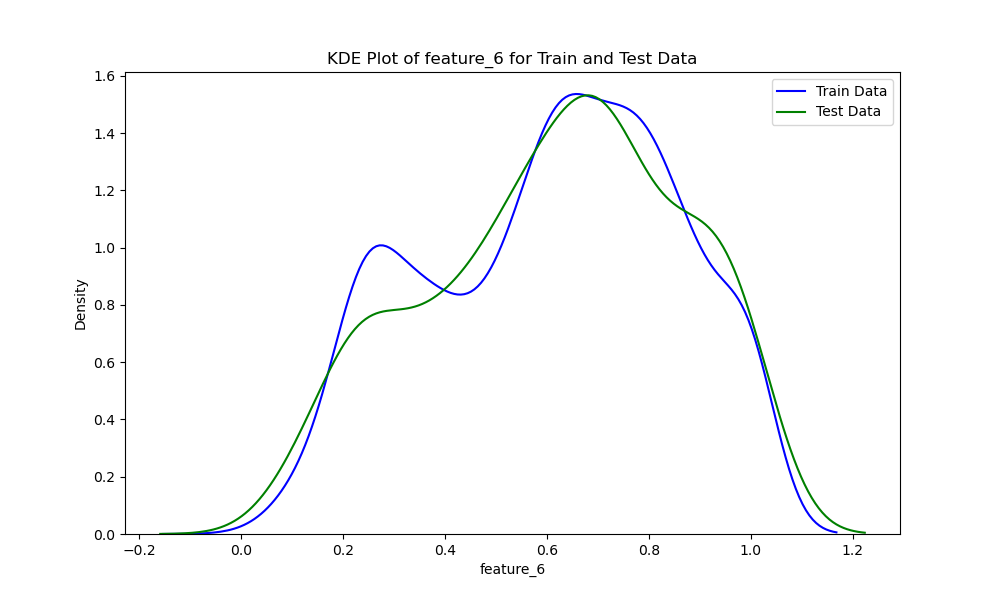 KDE Plot of feature_6 for Train and Test Data
Train Data
Test Data
Density
1.6
1.4
1.2
1.0
0.8
0.6
0.4
0.2
0.0
−0.2 0.0 0.2 0.4 0.6 0.8 1.0 1.2
feature_6